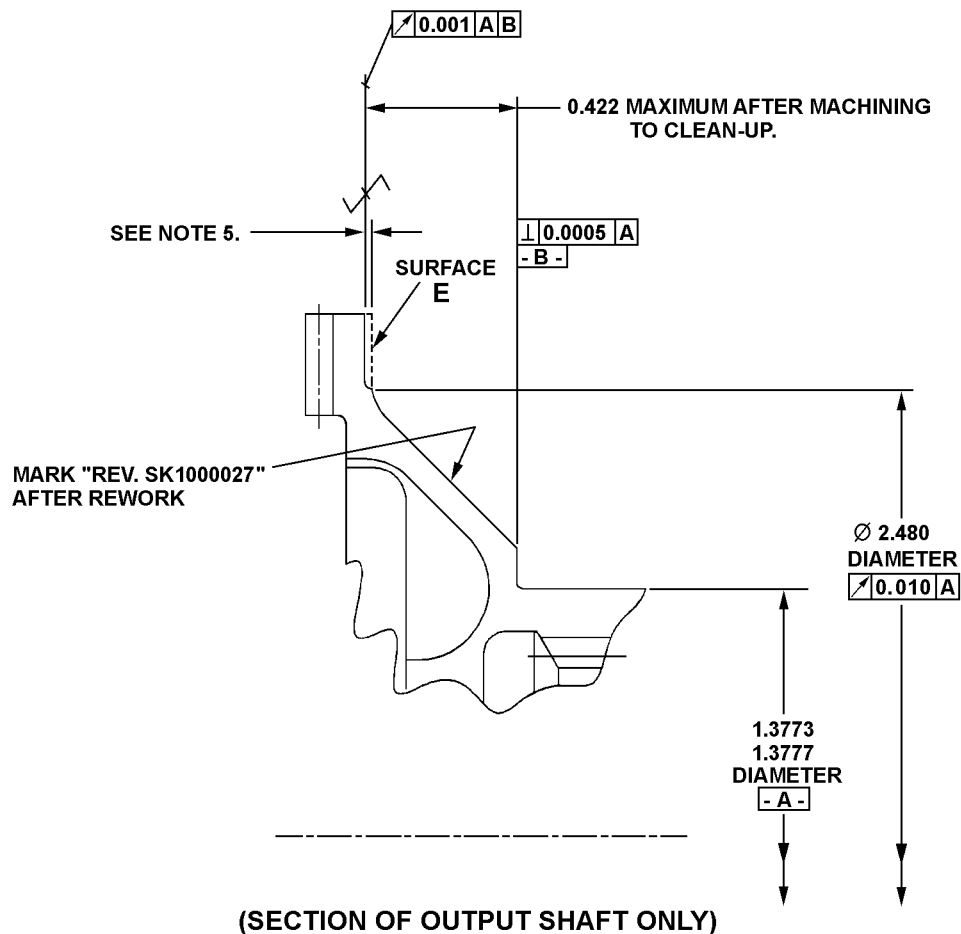 0.001 A B
0.422 MAXIMUM AFTER MACHINING
TO CLEAN-UP.
SEE NOTE 5.
⊥ 0.0005 A
- B -
SURFACE
E
MARK "REV. SK1000027"
AFTER REWORK
∅ 2.480
DIAMETER
0.010 A
1.3773
1.3777
DIAMETER
- A -
(SECTION OF OUTPUT SHAFT ONLY)